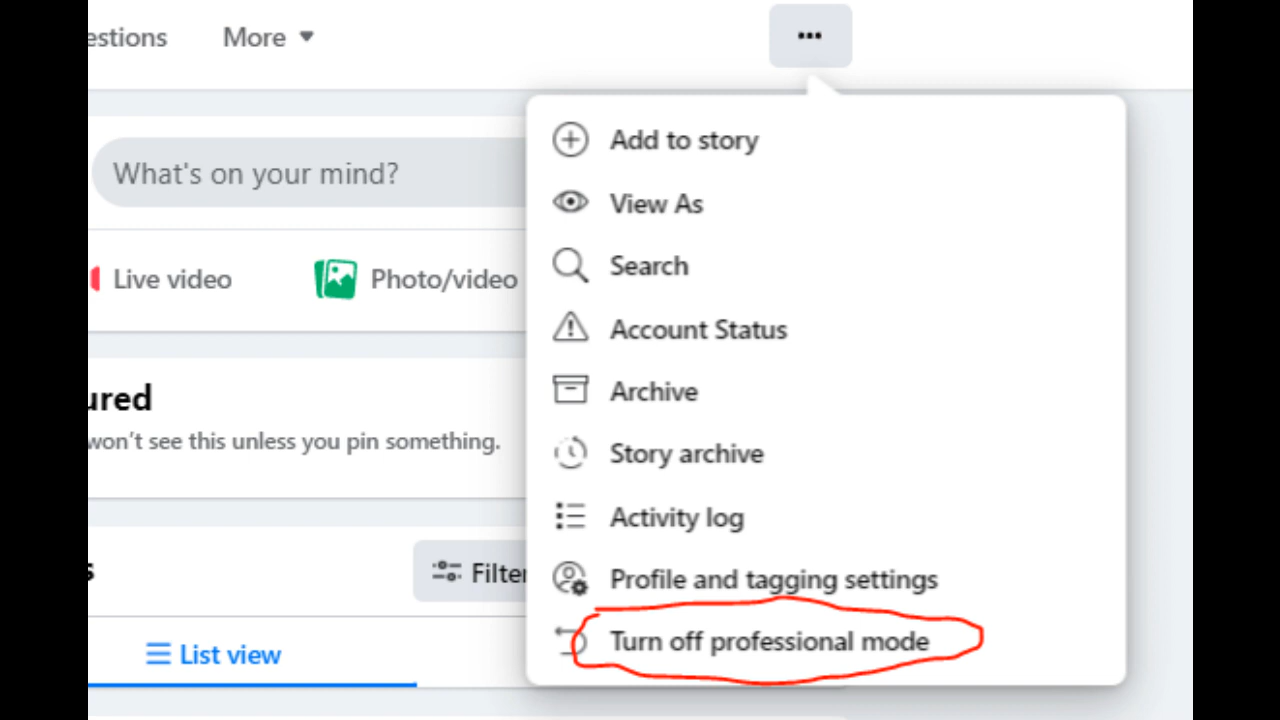 estions
More
•••
What's on your mind?
Live video
Photo/video
ured
won't see this unless you pin something.
s
Filter
List view
Add to story
View As
Search
Account Status
Archive
Story archive
Activity log
Profile and tagging settings
Turn off professional mode